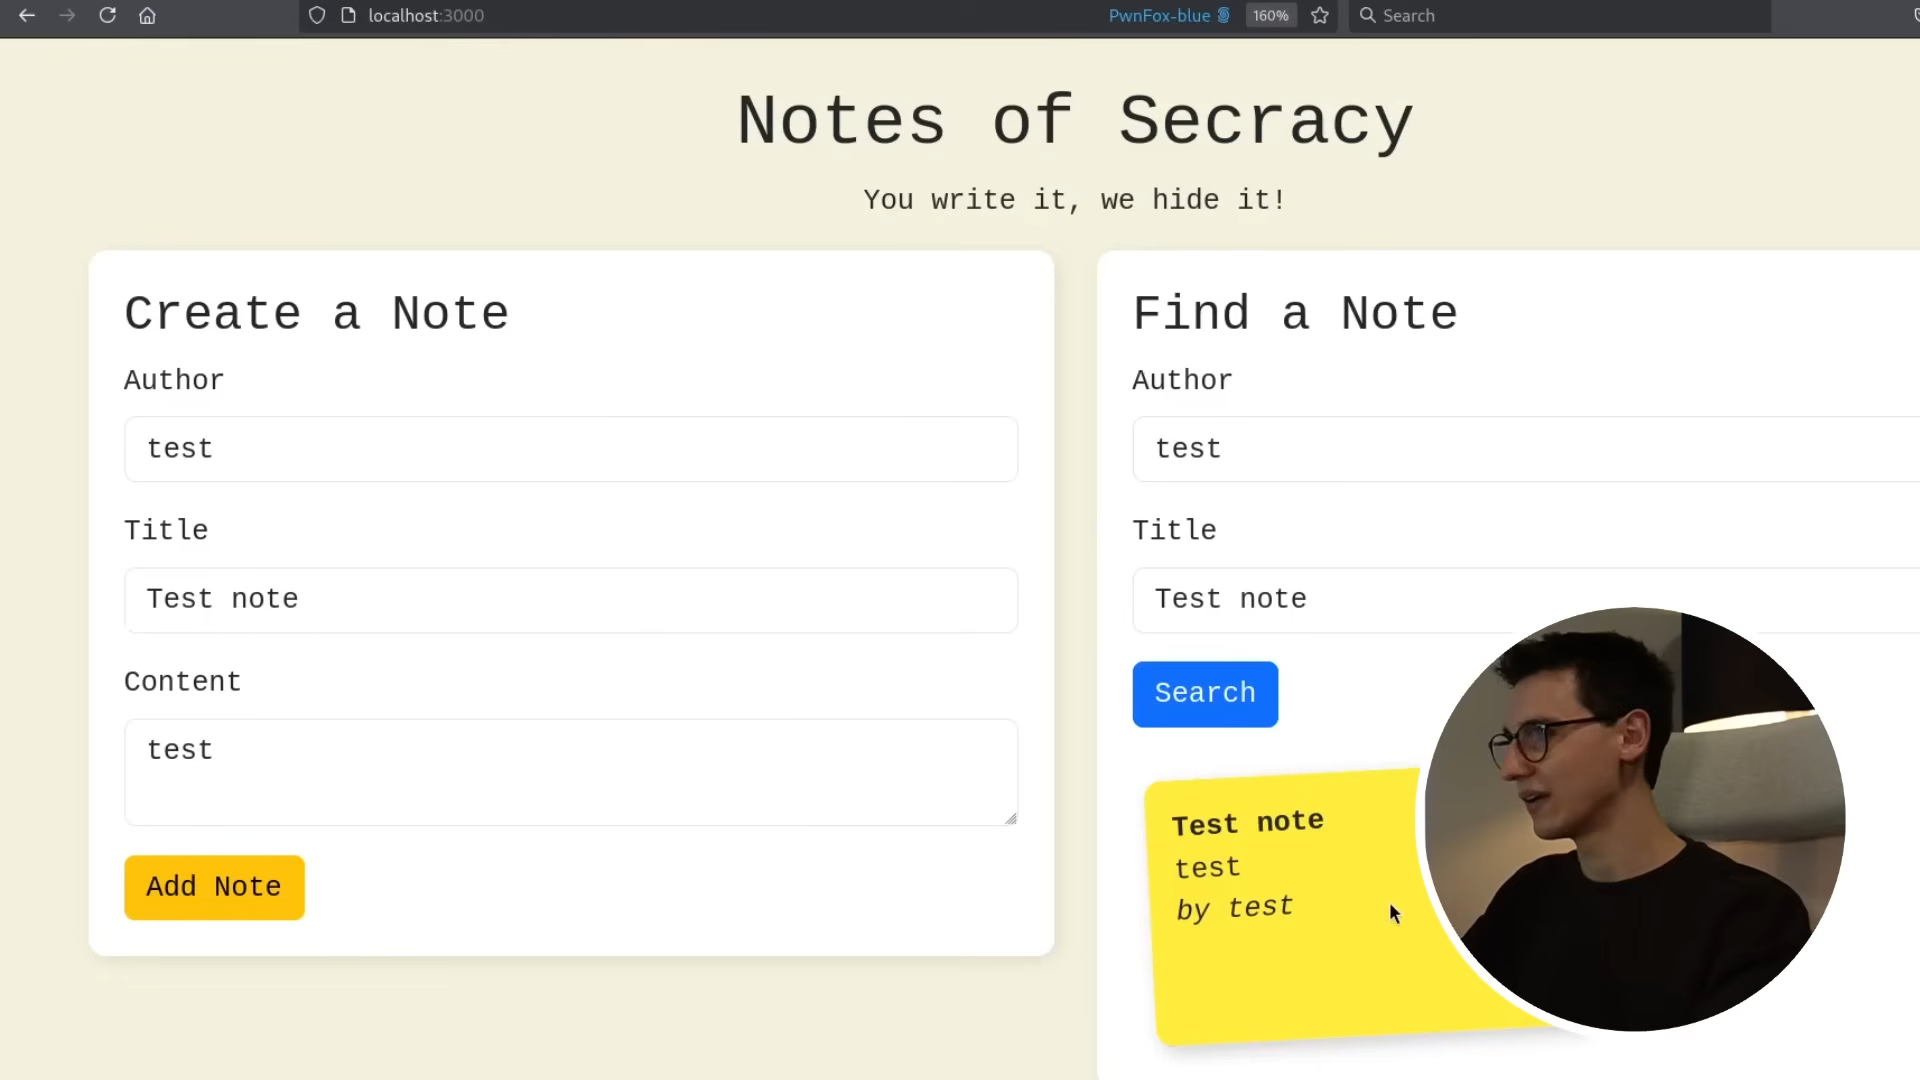 localhost:3000
PwnFox-blue
160%
Search
Notes of Secracy
You write it, we hide it!
Create a Note
Author
test
Title
Test note
Content
test
Add Note
Find a Note
Author
test
Title
Test note
Search
Test note
test
by test